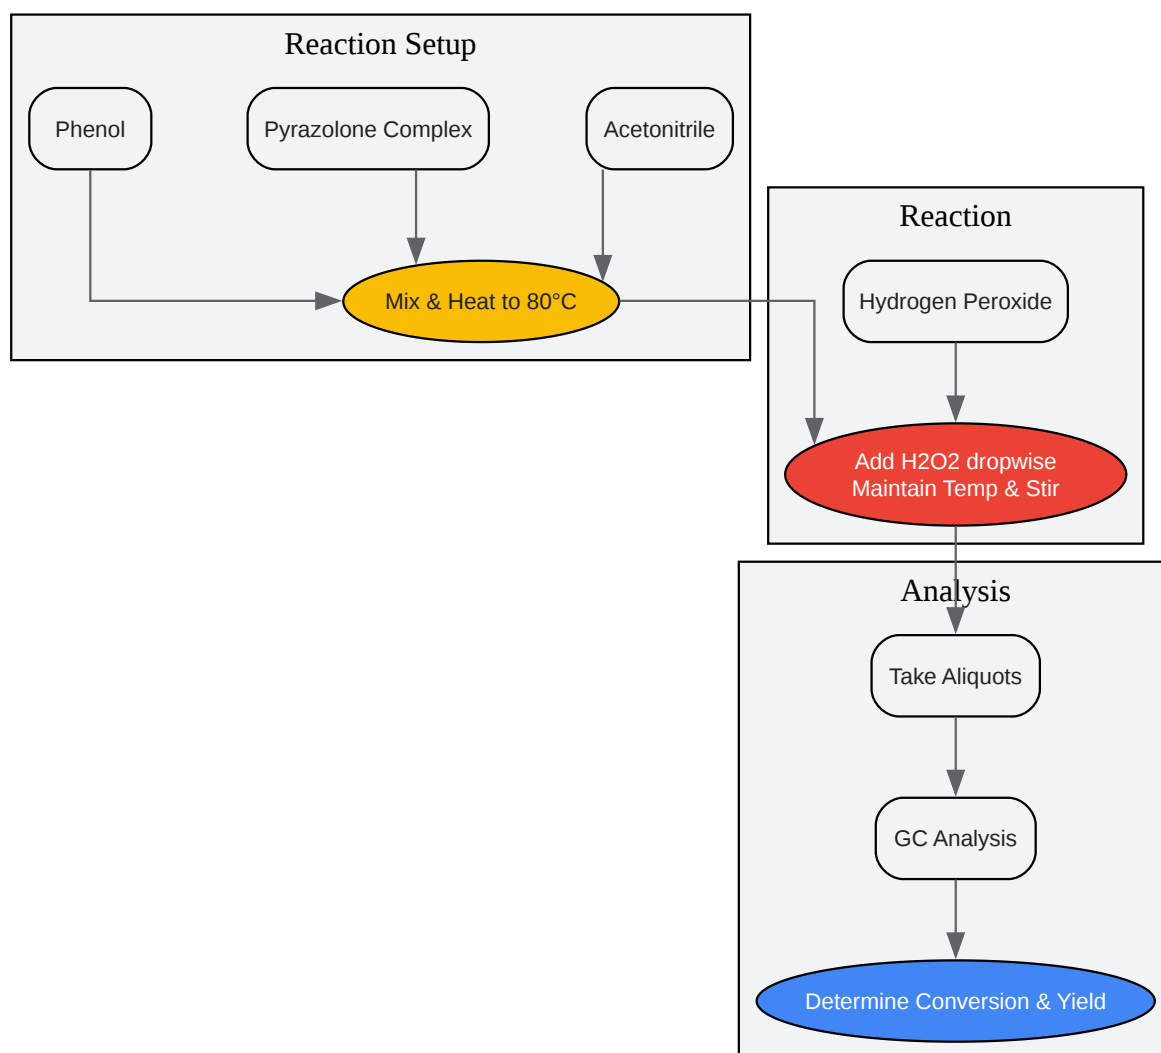 Reaction Setup
Phenol
Pyrazolone Complex
Acetonitrile
Mix & Heat to 80°C
Reaction
Hydrogen Peroxide
Add H2O2 dropwise
Maintain Temp & Stir
Analysis
Take Aliquots
GC Analysis
Determine Conversion & Yield